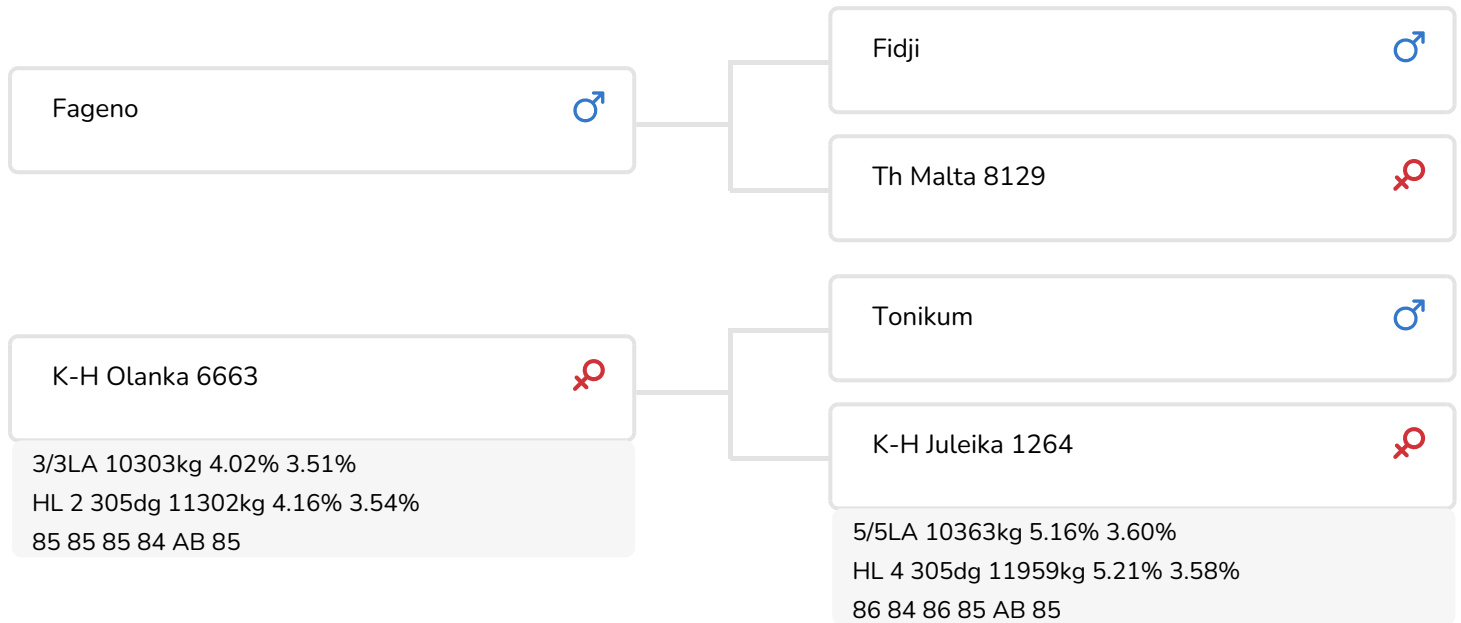 Fageno
Fidji
Th Malta 8129
K-H Olanka 6663
3/3LA 10303kg 4.02% 3.51%
HL 2 305dg 11302kg 4.16% 3.54%
85 85 85 84 AB 85
Tonikum
K-H Juleika 1264
5/5LA 10363kg 5.16% 3.60%
HL 4 305dg 11959kg 5.21% 3.58%
86 84 86 85 AB 85